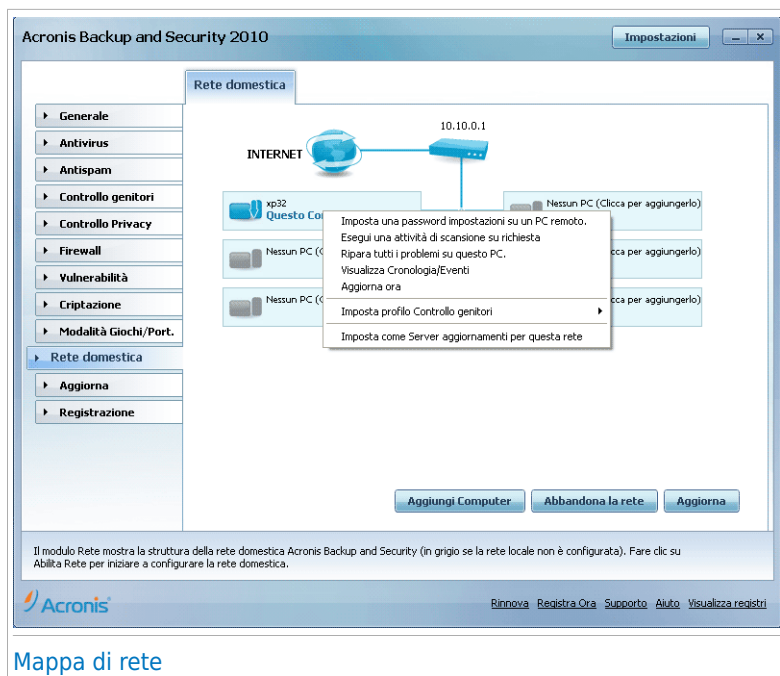 Acronis Backup and Security 2010
Impostazioni
Rete domestica
Generale
Antivirus
Antispam
Controllo genitori
Controllo Privacy
Firewall
Vulnerabilità
Criptazione
Modalità Giochi/Port.
Rete domestica
Aggiorna
Registrazione
10.10.0.1
INTERNET
xp32
Questo Co
Nessun PC (Clicca per aggiungerlo)
Nessun PC (C
cca per aggiungerlo)
Nessun PC (C
cca per aggiungerlo)
Imposta una password impostazioni su un PC remoto.
Esegui una attività di scansione su richiesta
Ripara tutti i problemi su questo PC.
Visualizza Cronologia/Eventi
Aggiorna ora
Imposta profilo Controllo genitori
Imposta come Server aggiornamenti per questa rete
Aggiungi Computer
Abbandona la rete
Aggiorna
Il modulo Rete mostra la struttura della rete domestica Acronis Backup and Security (in grigio se la rete locale non è configurata). Fare clic su
Abilita Rete per iniziare a configurare la rete domestica.
Acronis
Rinnova Registra Ora Supporto Aiuto Visualizza registri
Mappa di rete